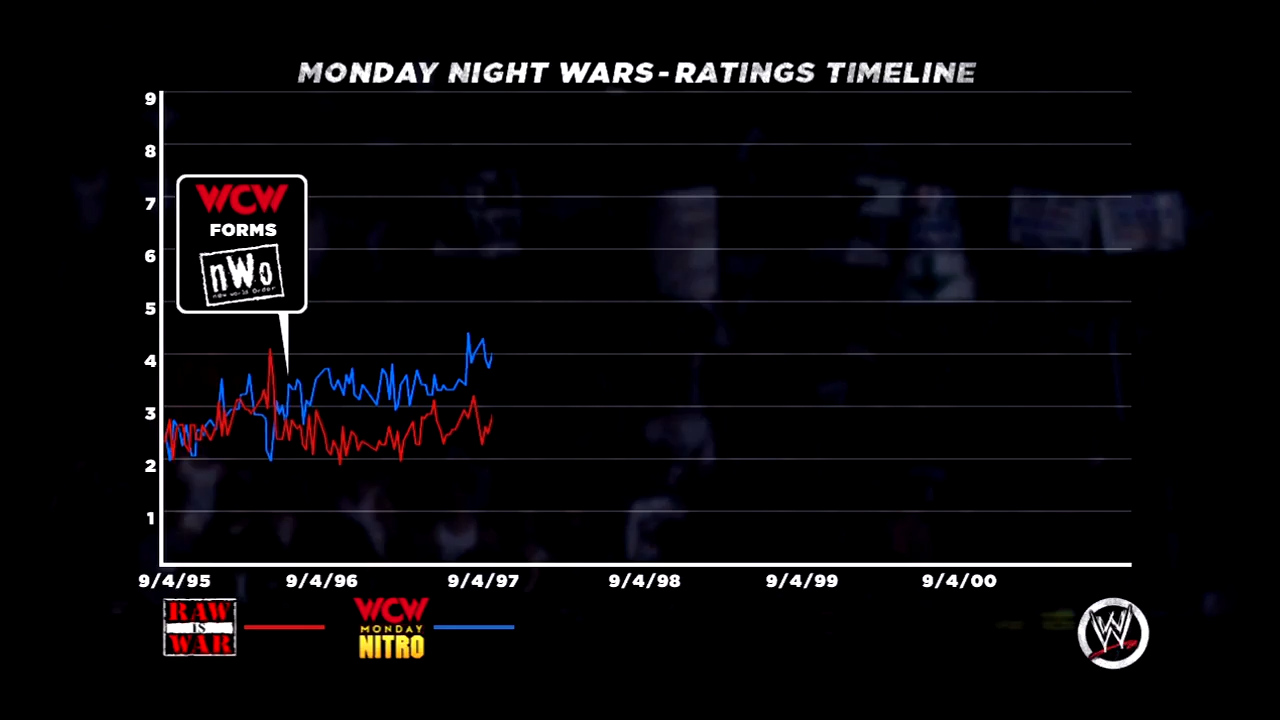 MONDAY NIGHT WARS-RATINGS TIMELINE
9
8
7
6
5
4
3
2
1
WCW
FORMS
nWo
new world Order
9/4/95 9/4/96 9/4/97 9/4/98 9/4/99 9/4/00
RAW
IS
WAR
WCW
MONDAY
NITRO
W